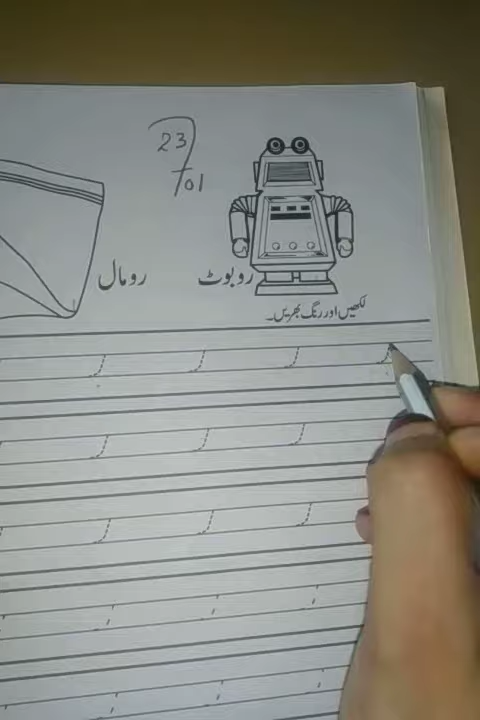 23/01
روبوٹ
رومال
لکھیں اور رنگ بھریں۔
ر ر ر ر
ر ر ر
ر ر ر